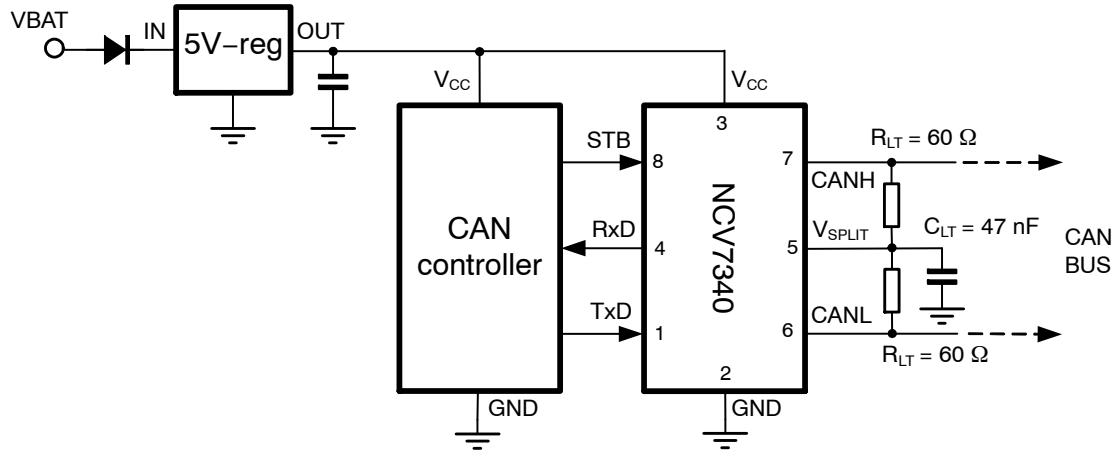 VBAT
IN
5V−reg
OUT
VCC
VCC
3
STB
8
7
RLT = 60 Ω
CANH
CAN
controller
RxD
4
NCV7340
VSPLIT
5
CLT = 47 nF
CAN
BUS
TxD
1
6
CANL
RLT = 60 Ω
2
GND
GND